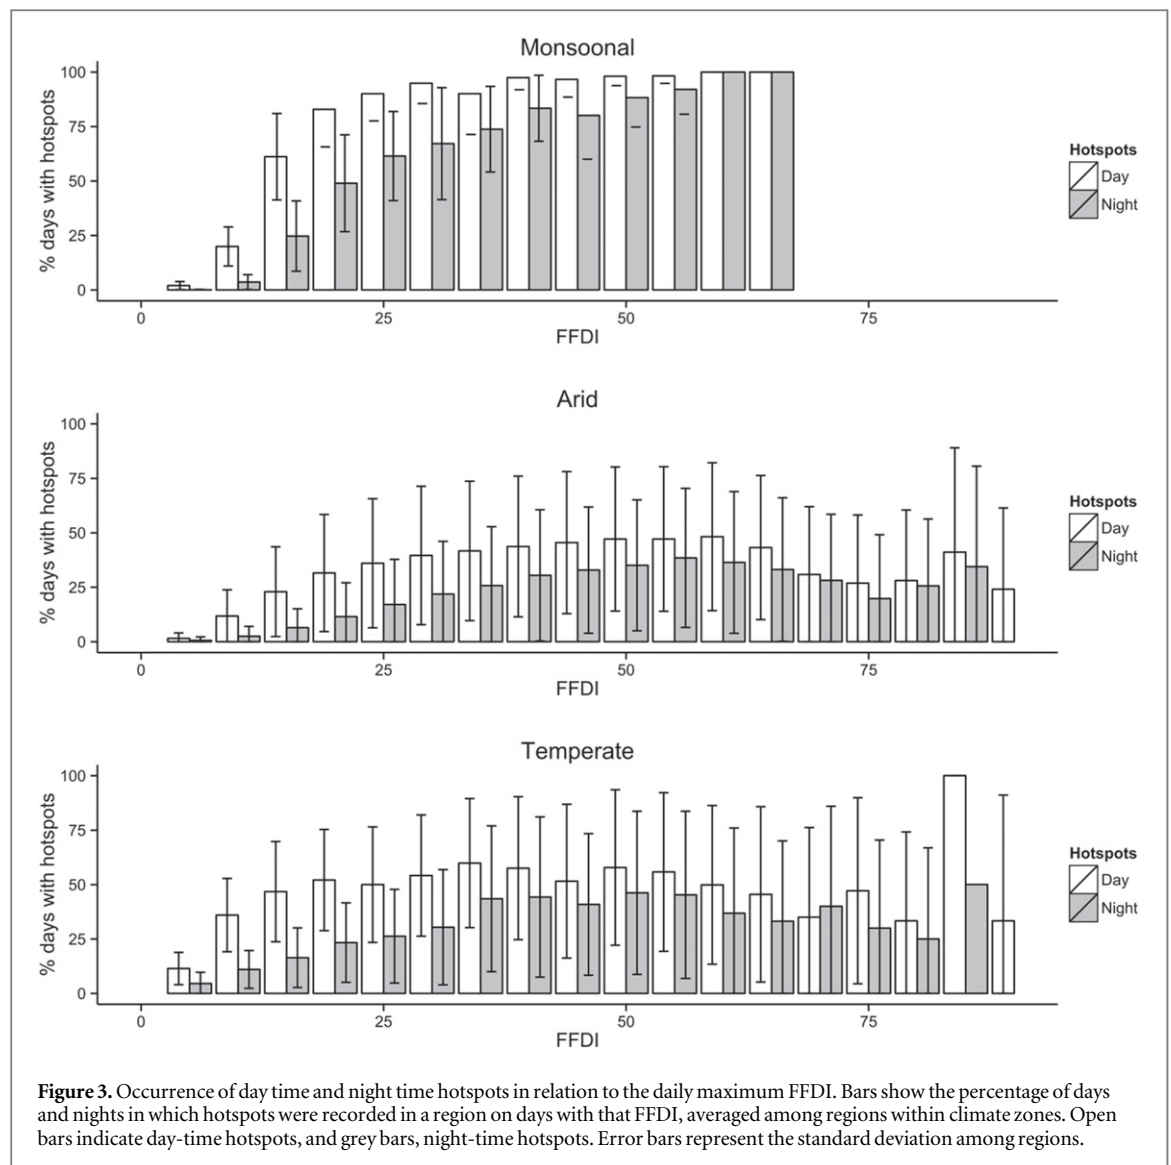 Monsoonal
100
75
50
25
0
% days with hotspots
0 25 50 75
FFDI
Hotspots
Day
Night
Arid
100
75
50
25
0
% days with hotspots
0 25 50 75
FFDI
Hotspots
Day
Night
Temperate
100
75
50
25
0
% days with hotspots
0 25 50 75
FFDI
Hotspots
Day
Night
Figure 3. Occurrence of day time and night time hotspots in relation to the daily maximum FFDI. Bars show the percentage of days
and nights in which hotspots were recorded in a region on days with that FFDI, averaged among regions within climate zones. Open
bars indicate day-time hotspots, and grey bars, night-time hotspots. Error bars represent the standard deviation among regions.